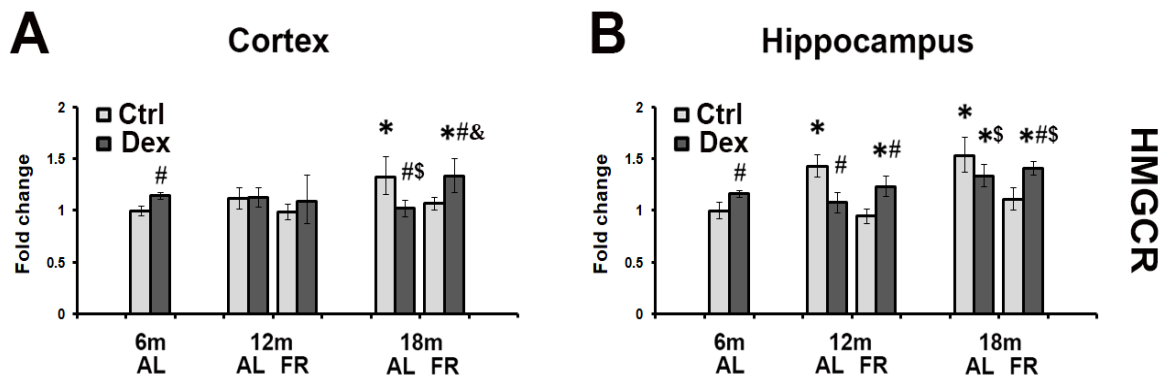 A
Cortex
Fold change
2
1.5
1
0.5
0
Ctrl
Dex
#
*
#$
*#&
6m
12m
18m
AL
AL FR
AL FR
B
Hippocampus
Fold change
2
1.5
1
0.5
0
Ctrl
Dex
#
*
#
*#
*
*$
*#$
6m
12m
18m
AL
AL FR
AL FR
HMGCR